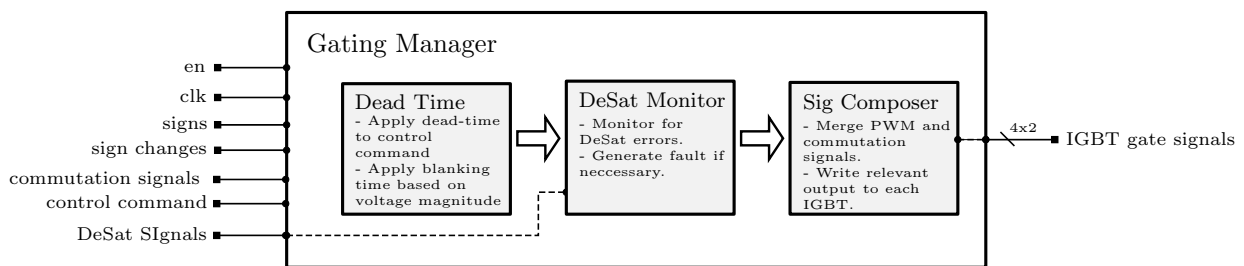 Gating Manager
en
clk
signs
sign changes
commutation signals
control command
DeSat SIgnals
Dead Time
- Apply dead-time
to control
command
- Apply blanking
time based on
voltage magnitude
DeSat Monitor
- Monitor for
DeSat errors.
- Generate fault if
neccessary.
Sig Composer
- Merge PWM and
commutation
signals.
- Write relevant
output to each
IGBT.
4x2
IGBT gate signals